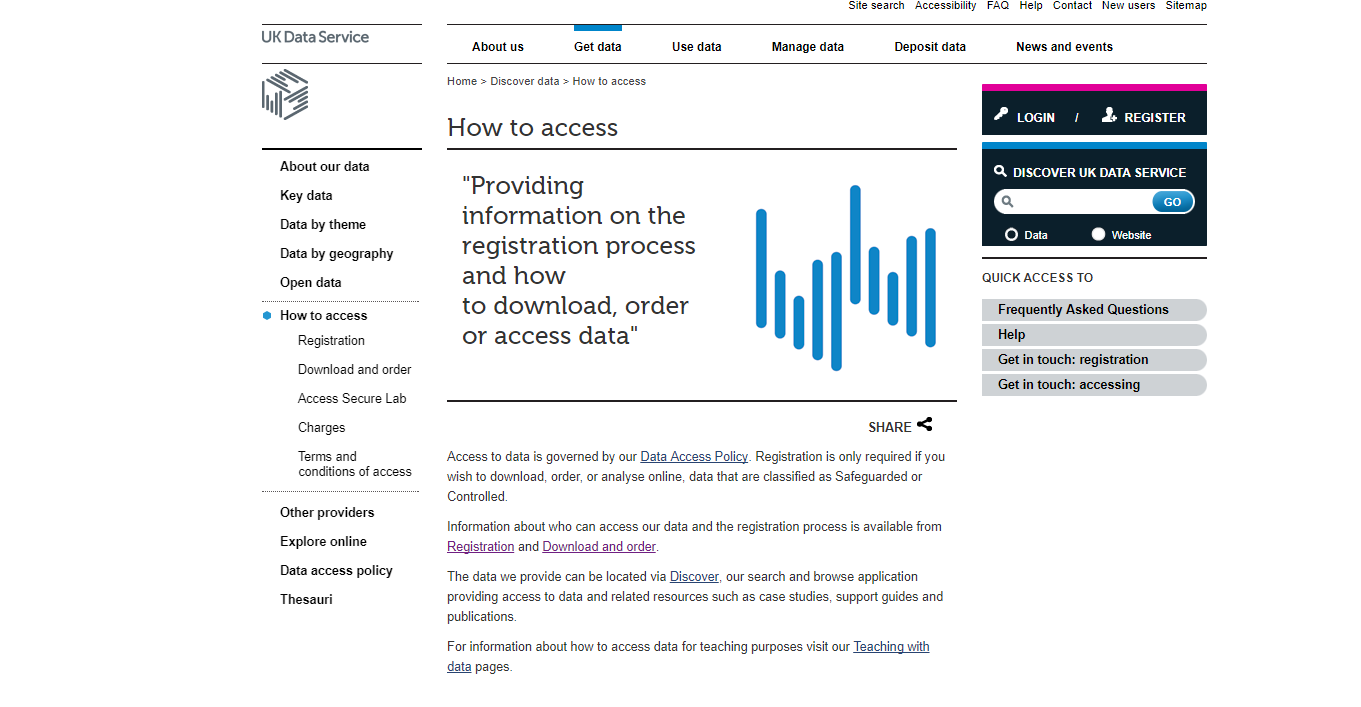 Site search Accessibility FAQ Help Contact New users Sitemap
UK Data Service
About us Get data Use data Manage data Deposit data News and events
Home > Discover data > How to access
LOGIN / REGISTER
How to access
"Providing
information on the
registration process
and how
to download, order
or access data"
About our data
Key data
Data by theme
Data by geography
Open data
How to access
Registration
Download and order
Access Secure Lab
Charges
Terms and
conditions of access
Other providers
Explore online
Data access policy
Thesauri
DISCOVER UK DATA SERVICE
GO
Data Website
QUICK ACCESS TO
Frequently Asked Questions
Help
Get in touch: registration
Get in touch: accessing
SHARE
Access to data is governed by our Data Access Policy. Registration is only required if you
wish to download, order, or analyse online, data that are classified as Safeguarded or
Controlled.
Information about who can access our data and the registration process is available from
Registration and Download and order.
The data we provide can be located via Discover, our search and browse application
providing access to data and related resources such as case studies, support guides and
publications.
For information about how to access data for teaching purposes visit our Teaching with
data pages.